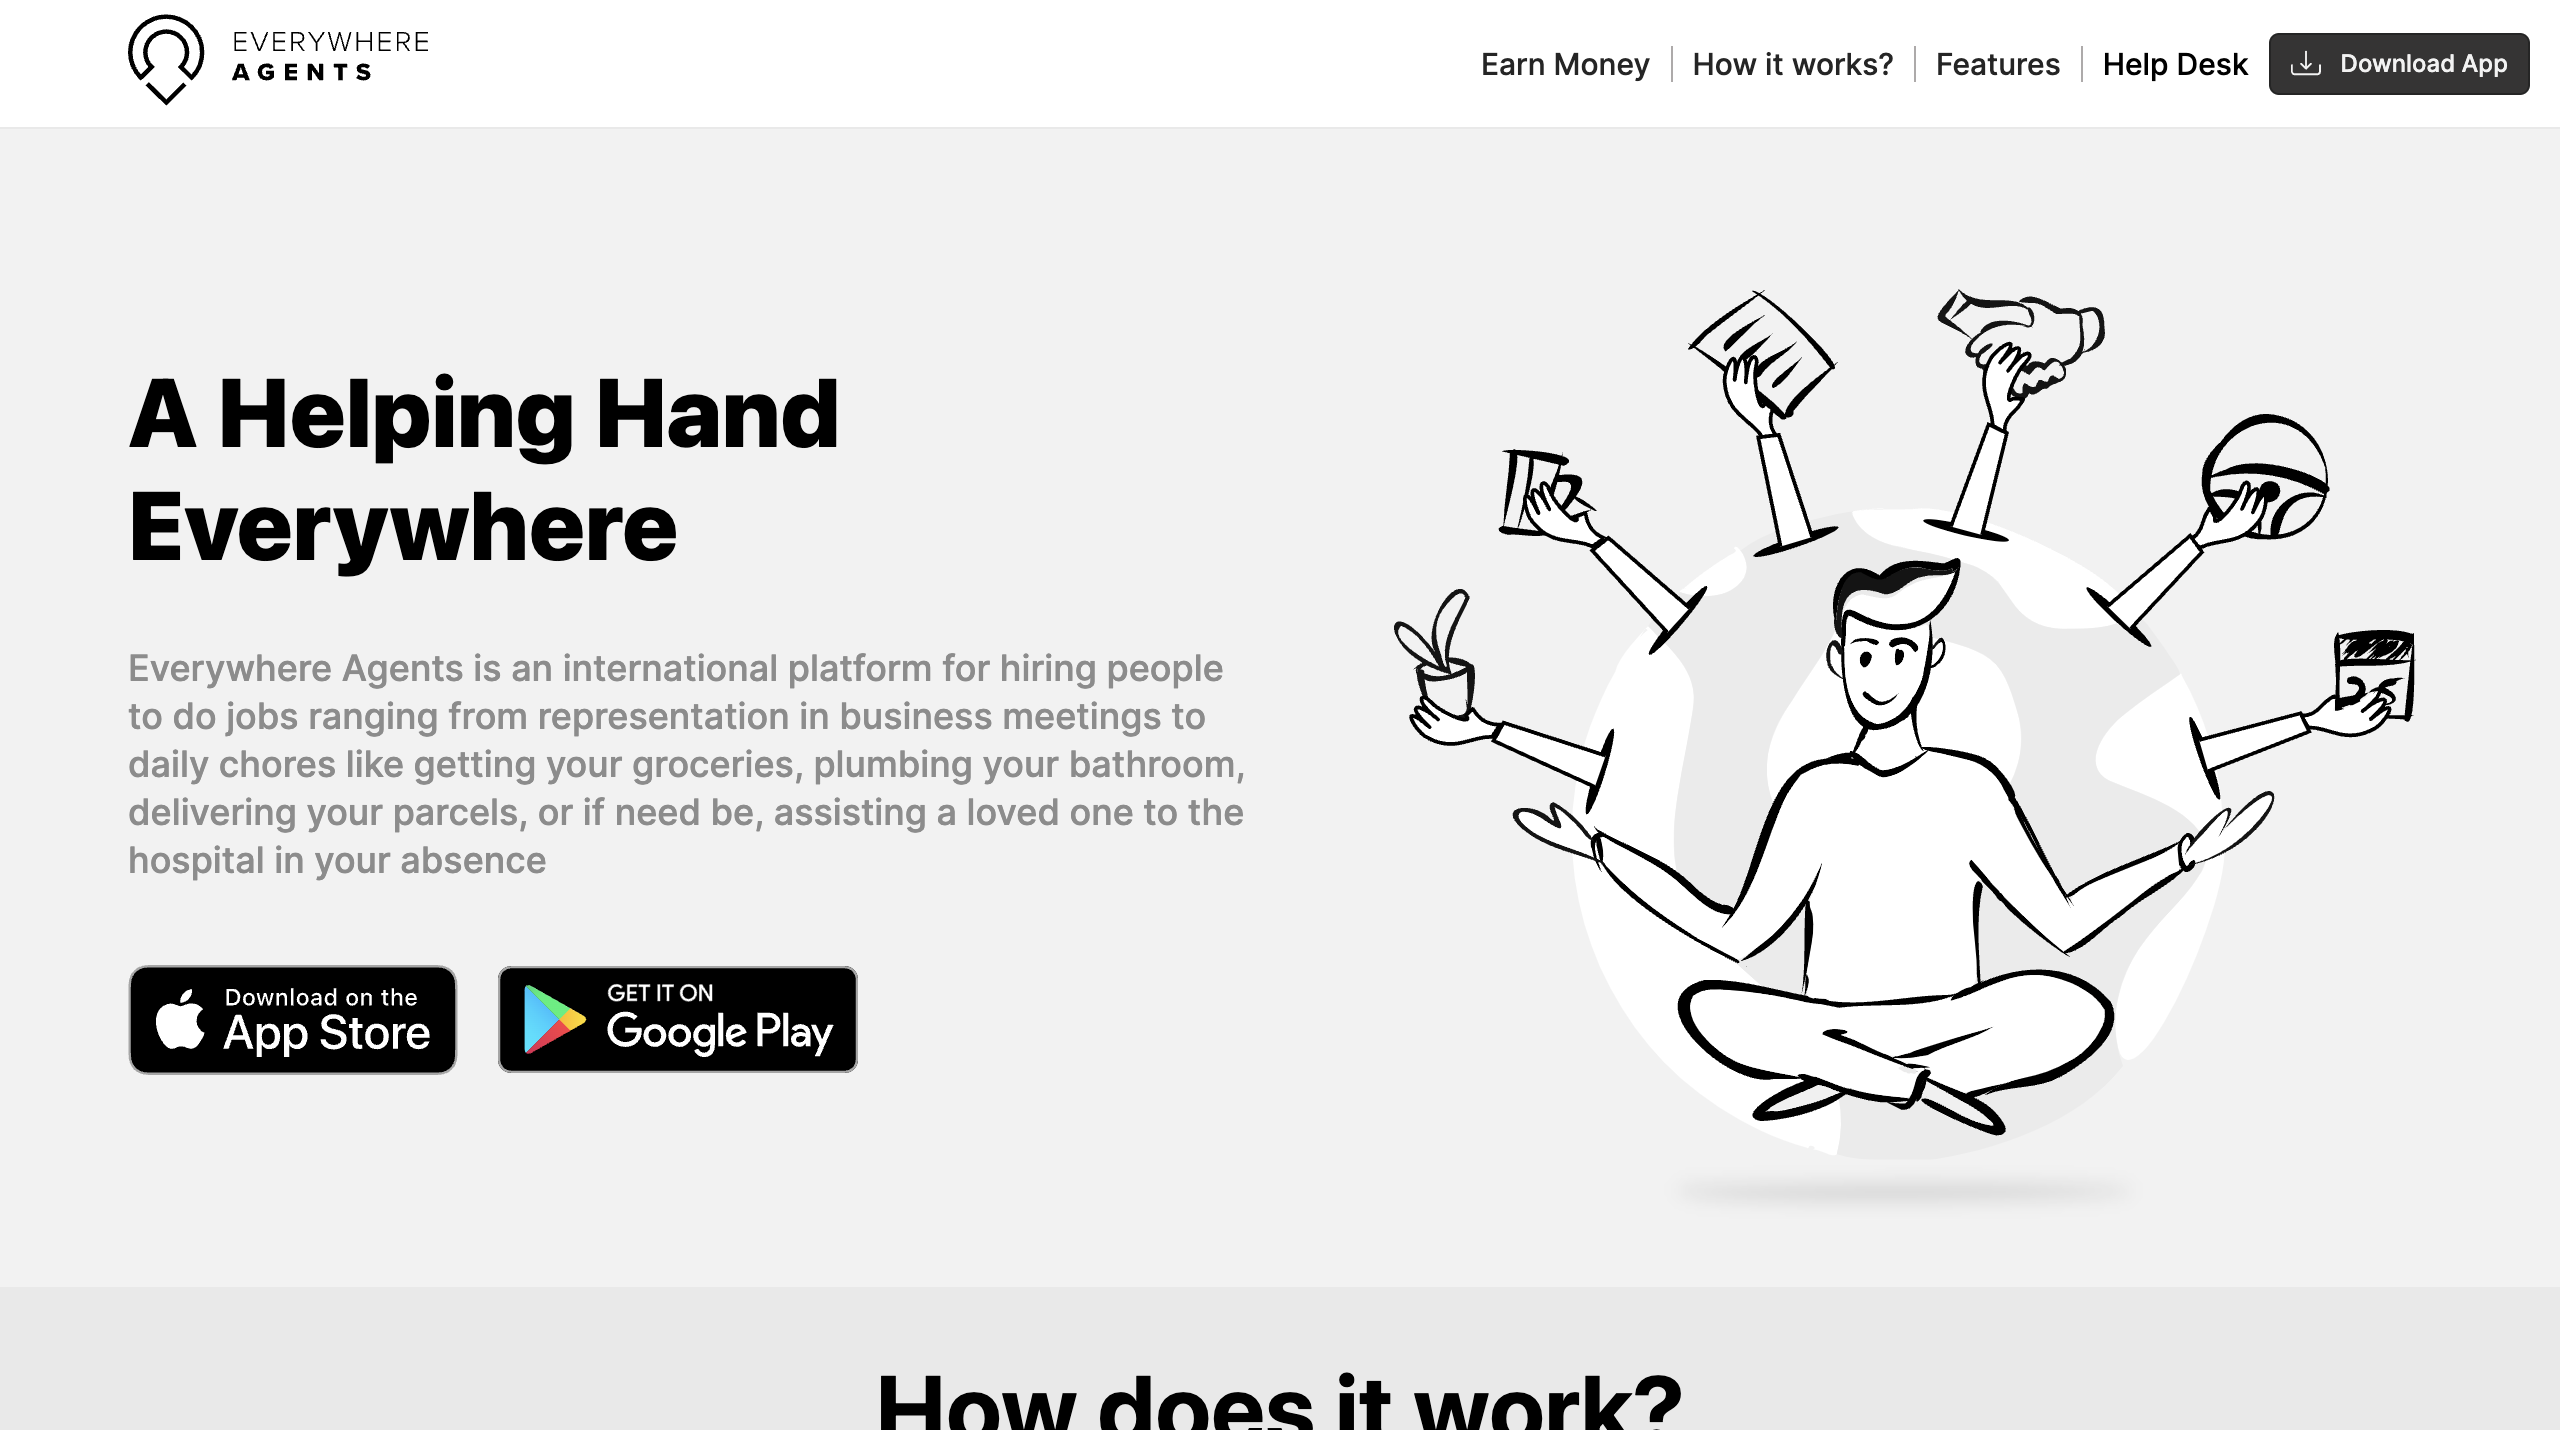 EVERYWHERE
AGENTS
Earn Money
How it works?
Features
Help Desk
Download App
A Helping Hand
Everywhere
Everywhere Agents is an international platform for hiring people
to do jobs ranging from representation in business meetings to
daily chores like getting your groceries, plumbing your bathroom,
delivering your parcels, or if need be, assisting a loved one to the
hospital in your absence
Download on the
App Store
GET IT ON
Google Play
25
How does it work?